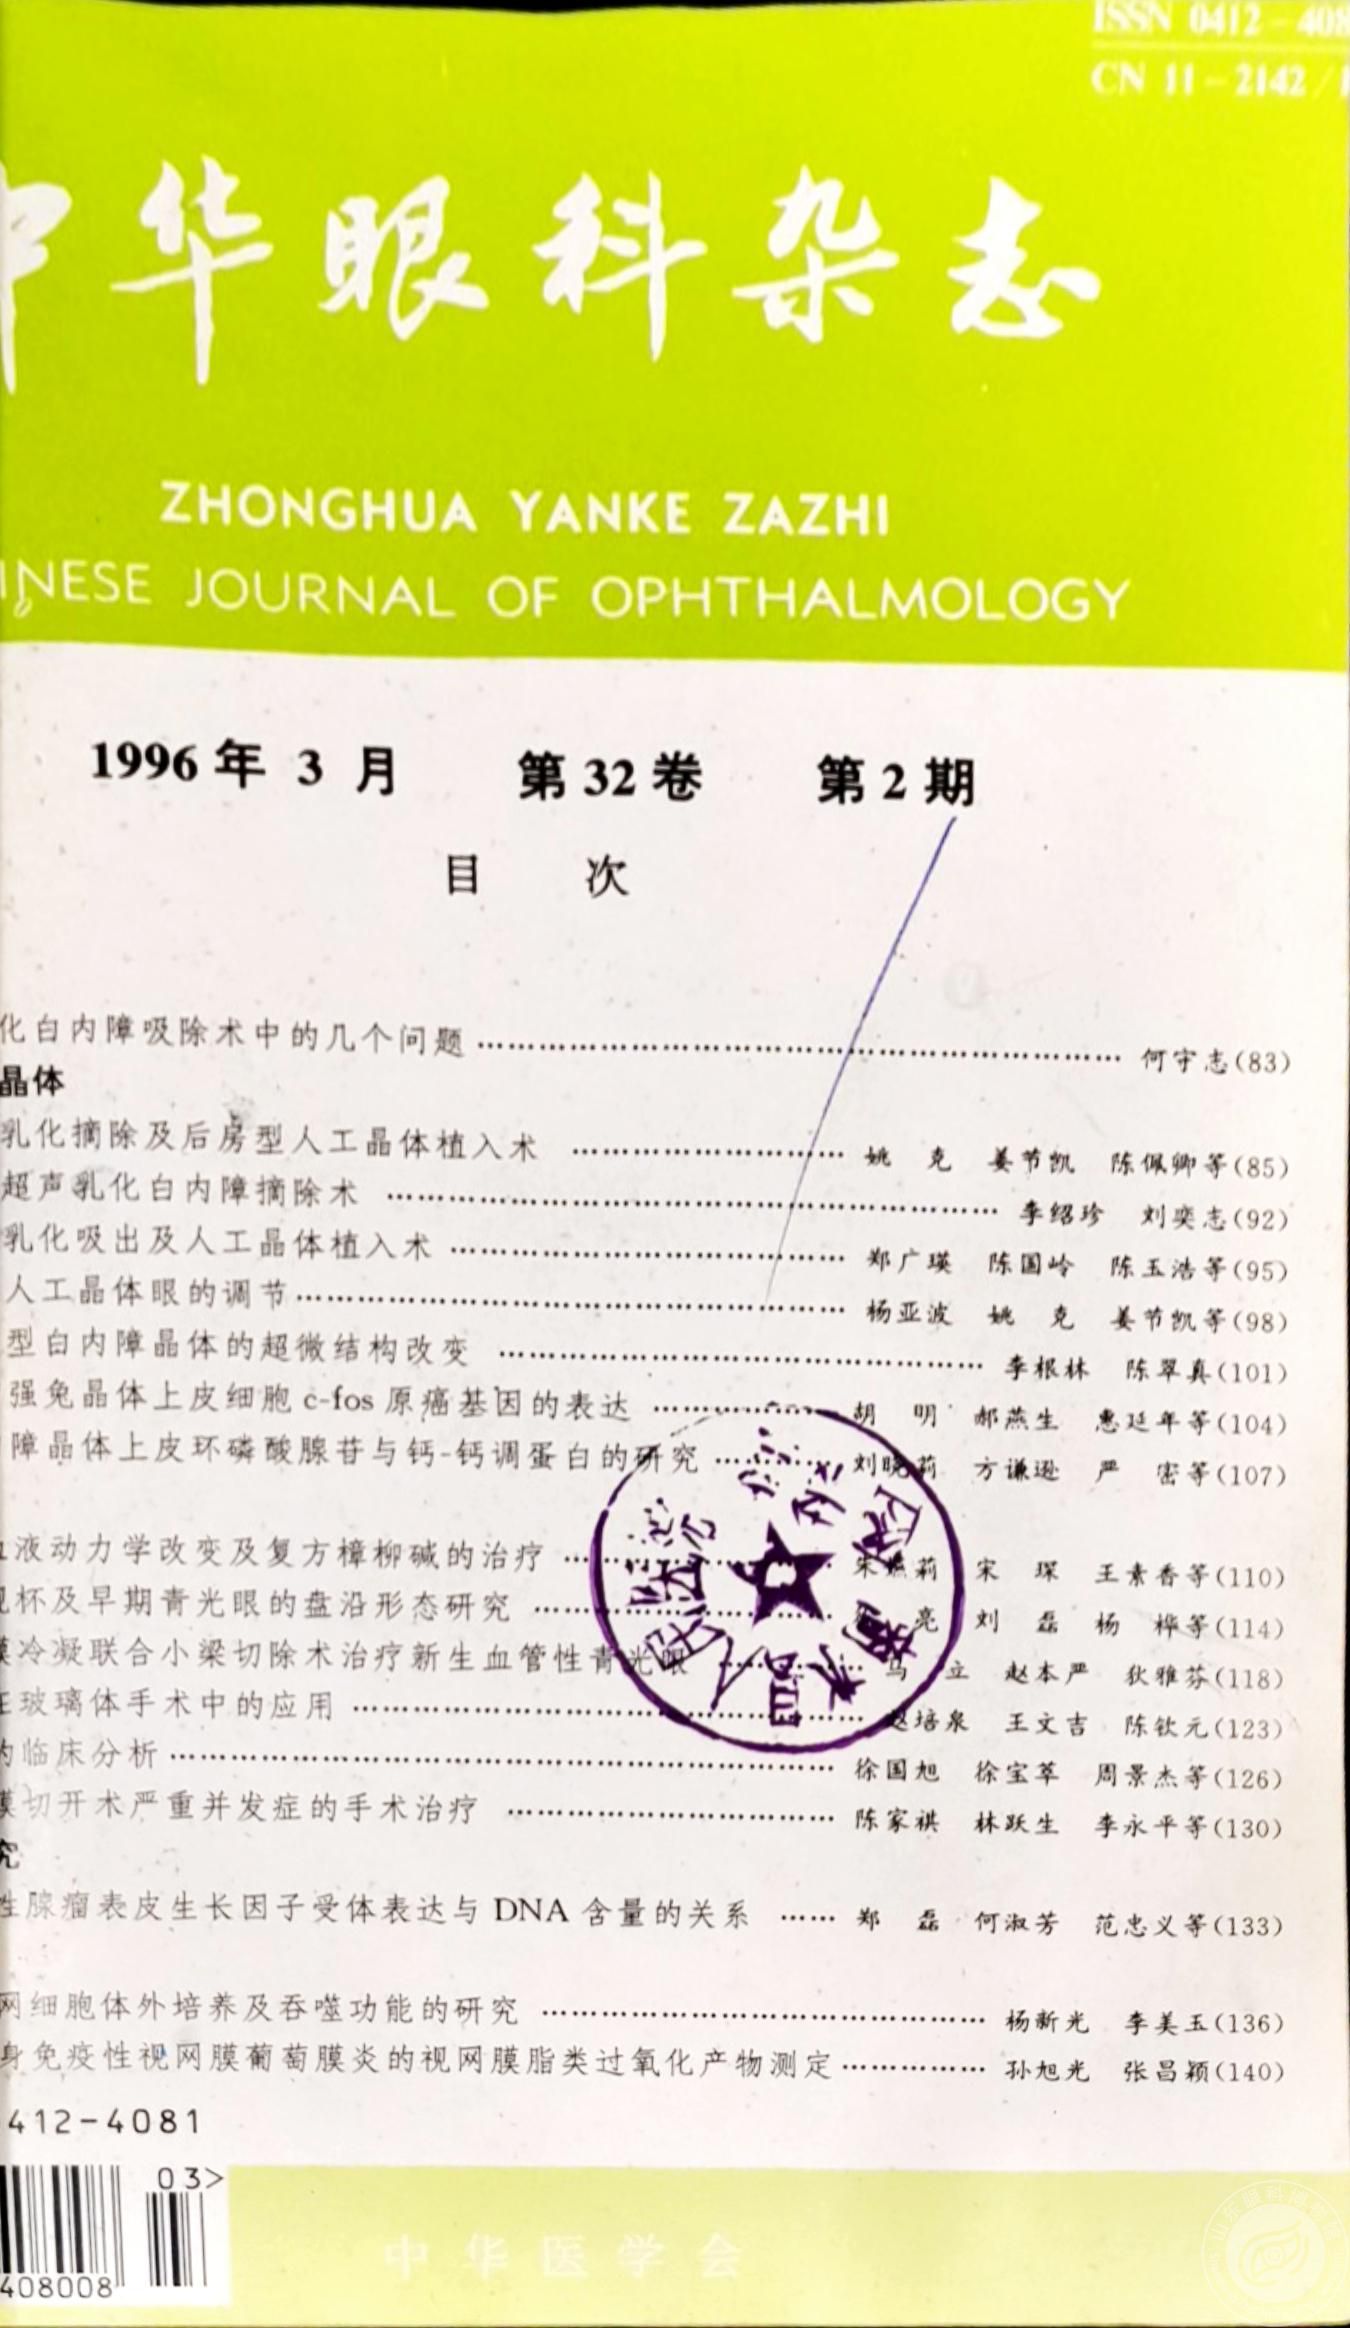 ISSN 0412-408
CN 11-2142/
中华眼科杂志
ZHONGHUA YANKE ZAZHI
INESE JOURNAL OF OPHTHALMOLOGY
1996年 3 月 第32卷 第2期
目 次
化白内障吸除术中的几个问题 …… 何守志(83)
晶体
乳化摘除及后房型人工晶体植入术 …… 姚 克 姜节凯 陈佩卿等(85)
超声乳化白内障摘除术 …… 李绍珍 刘奕志(92)
乳化吸出及人工晶体植入术 …… 郑广瑛 陈国岭 陈玉浩等(95)
人工晶体眼的调节 …… 杨亚波 姚 克 姜节凯等(98)
型白内障晶体的超微结构改变 …… 李根林 陈翠真(101)
强兔晶体上皮细胞 c-fos 原癌基因的表达 …… 胡 明 郝燕生 惠延年等(104)
障晶体上皮环磷酸腺苷与钙-钙调蛋白的研究 …… 刘晓莉 方谦逊 严 密等(107)
液动力学改变及复方樟柳碱的治疗 …… 宋 莉 宋 琛 王素香等(110)
杯及早期青光眼的盘沿形态研究 …… 亮 刘 磊 杨 桦等(114)
冷凝联合小梁切除术治疗新生血管性青光眼 …… 马 立 赵本严 狄雅芬(118)
玻璃体手术中的应用 …… 赵培泉 王文吉 陈钦元(123)
临床分析 …… 徐国旭 徐宝萃 周景杰等(126)
膜切开术严重并发症的手术治疗 …… 陈家祺 林跃生 李永平等(130)
究
性腺瘤表皮生长因子受体表达与 DNA 含量的关系 …… 郑 磊 何淑芳 范忠义等(133)
网细胞体外培养及吞噬功能的研究 …… 杨新光 李美玉(136)
身免疫性视网膜葡萄膜炎的视网膜脂类过氧化产物测定 …… 孙旭光 张昌颖(140)
412-4081
03>
408008
中华医学会